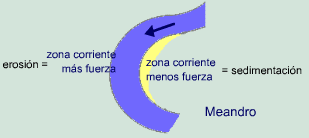 erosión = zona corriente
más fuerza
zona corriente
menos fuerza = sedimentación
Meandro